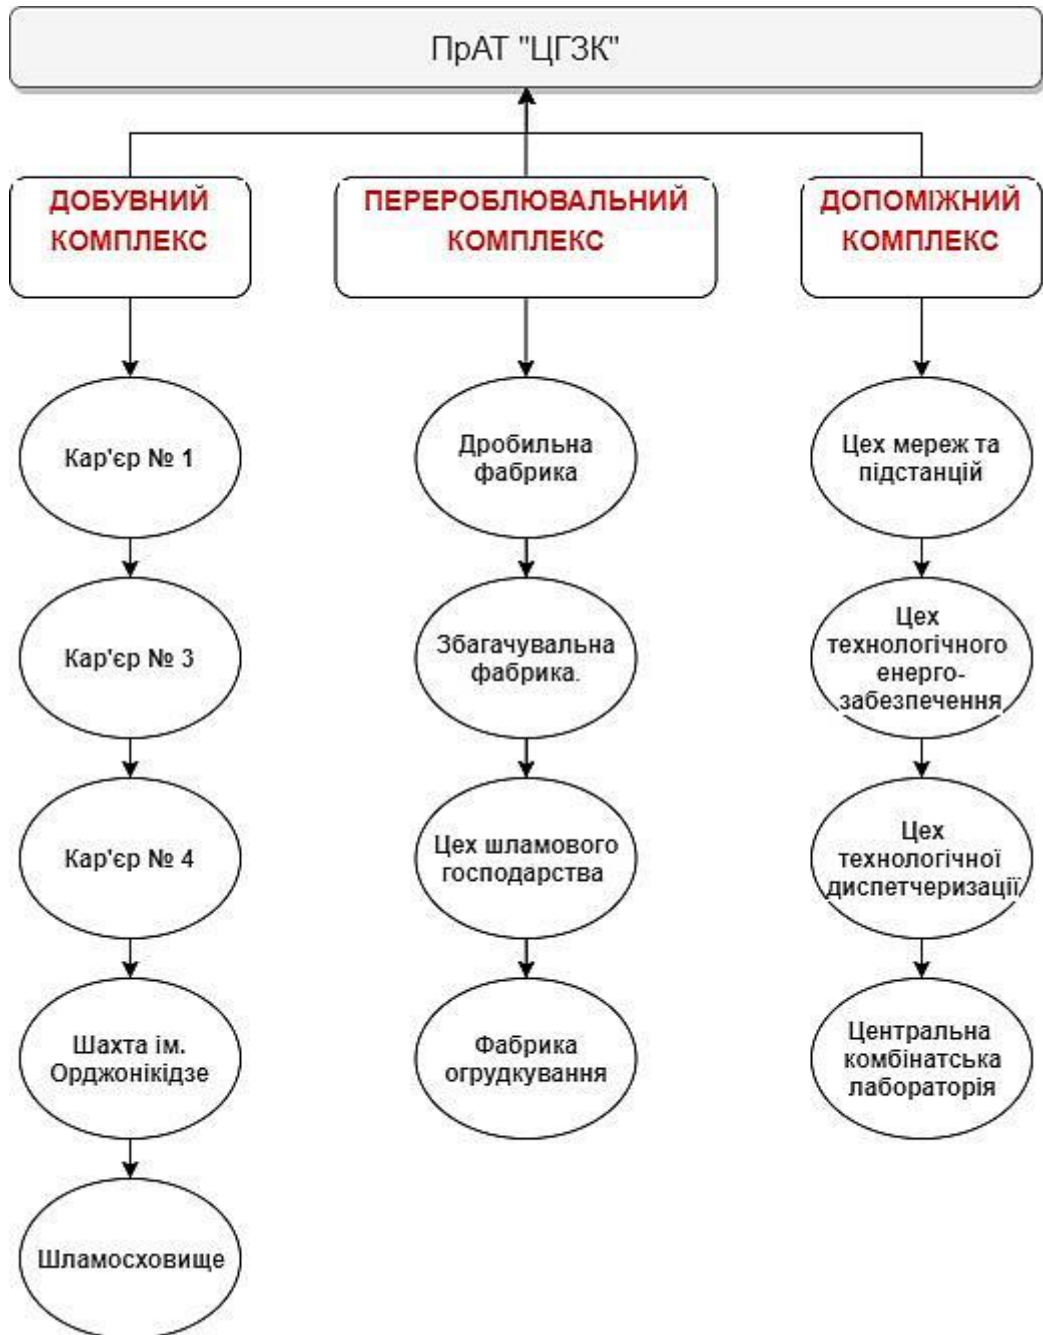 ПрАТ "ЦГЗК"
ДОБУВНИЙ
КОМПЛЕКС
ПЕРЕРОБЛЮВАЛЬНИЙ
КОМПЛЕКС
ДОПОМІЖНИЙ
КОМПЛЕКС
Кар'єр № 1
Дробильна
фабрика
Цех мереж та
підстанцій
Кар'єр № 3
Збагачувальна
фабрика.
Цех
технологічного
енерго-
забезпечення
Кар'єр № 4
Цех шламового
господарства
Цех
технологічної
диспетчеризації
Шахта ім.
Орджонікідзе
Фабрика
огрудкування
Центральна
комбінатська
лабораторія
Шламосховище